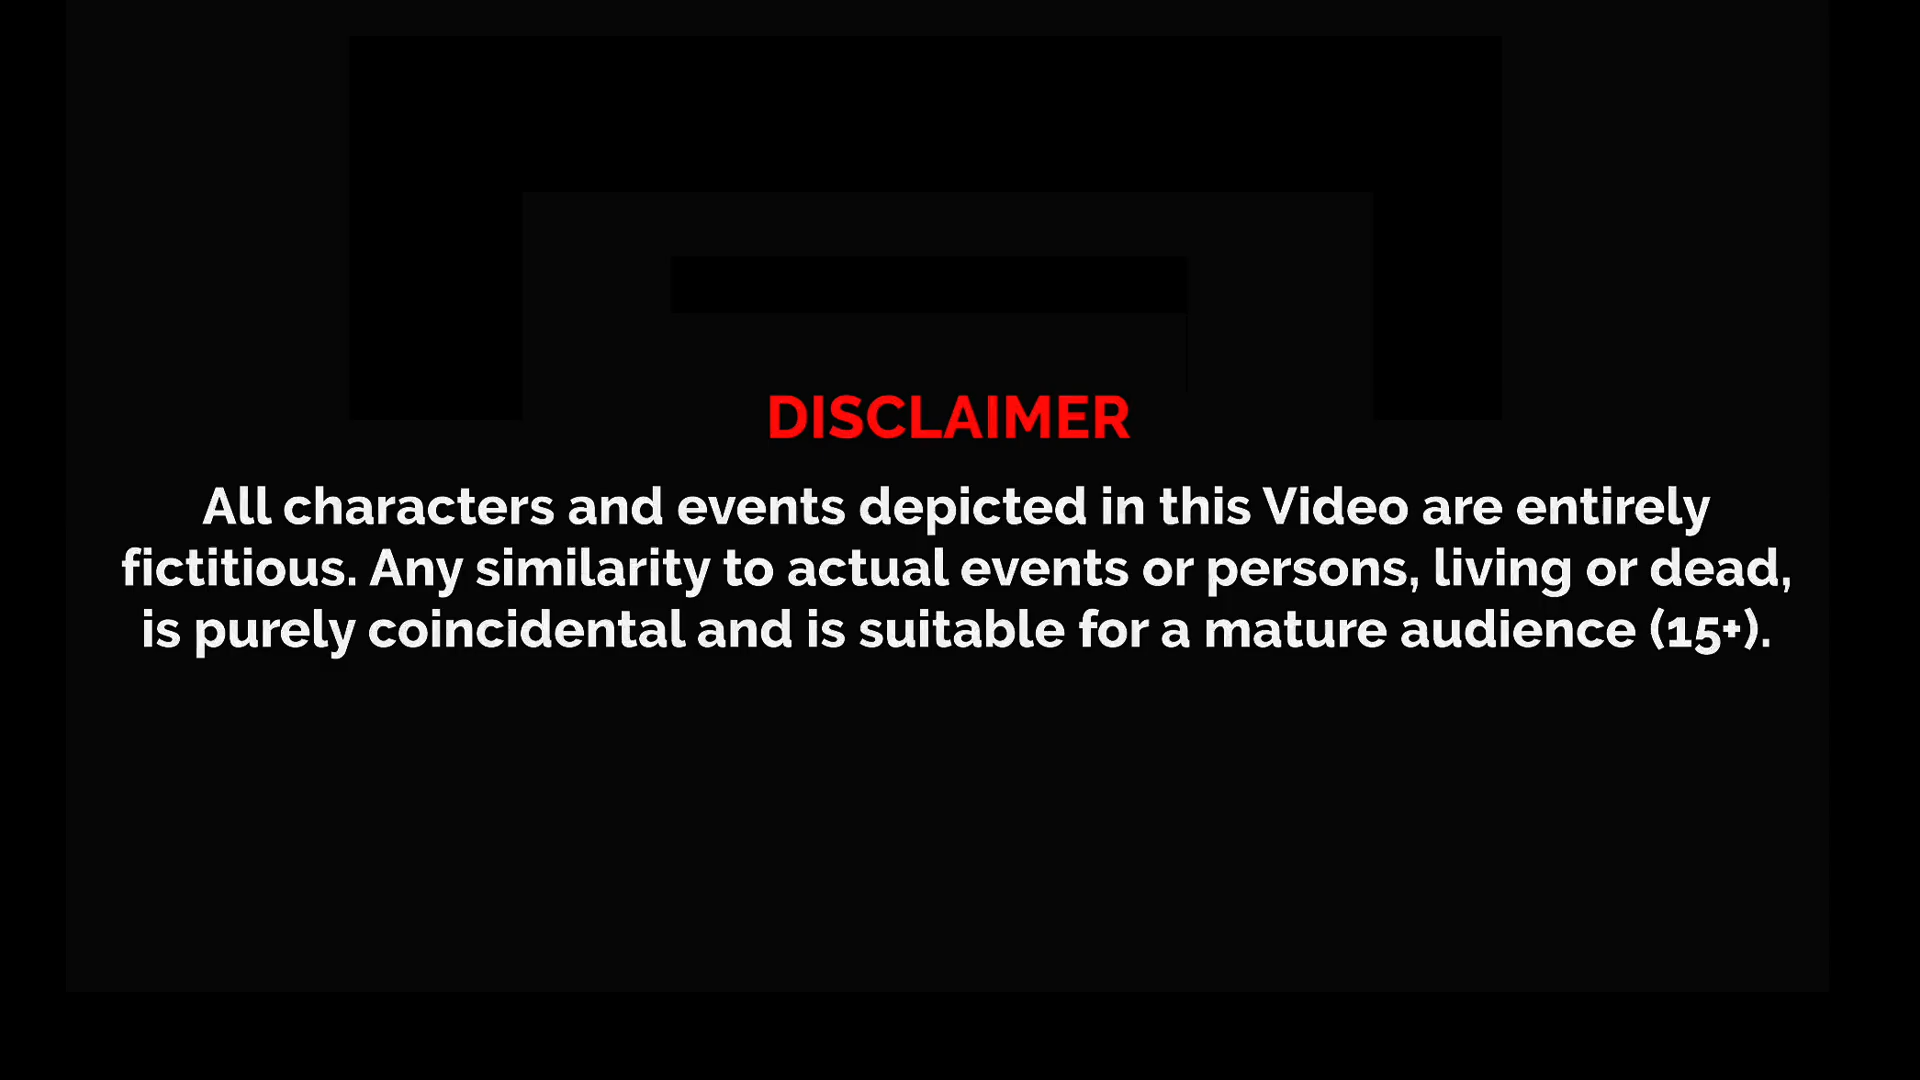 DISCLAIMER
All characters and events depicted in this Video are entirely
fictitious. Any similarity to actual events or persons, living or dead,
is purely coincidental and is suitable for a mature audience (15+).